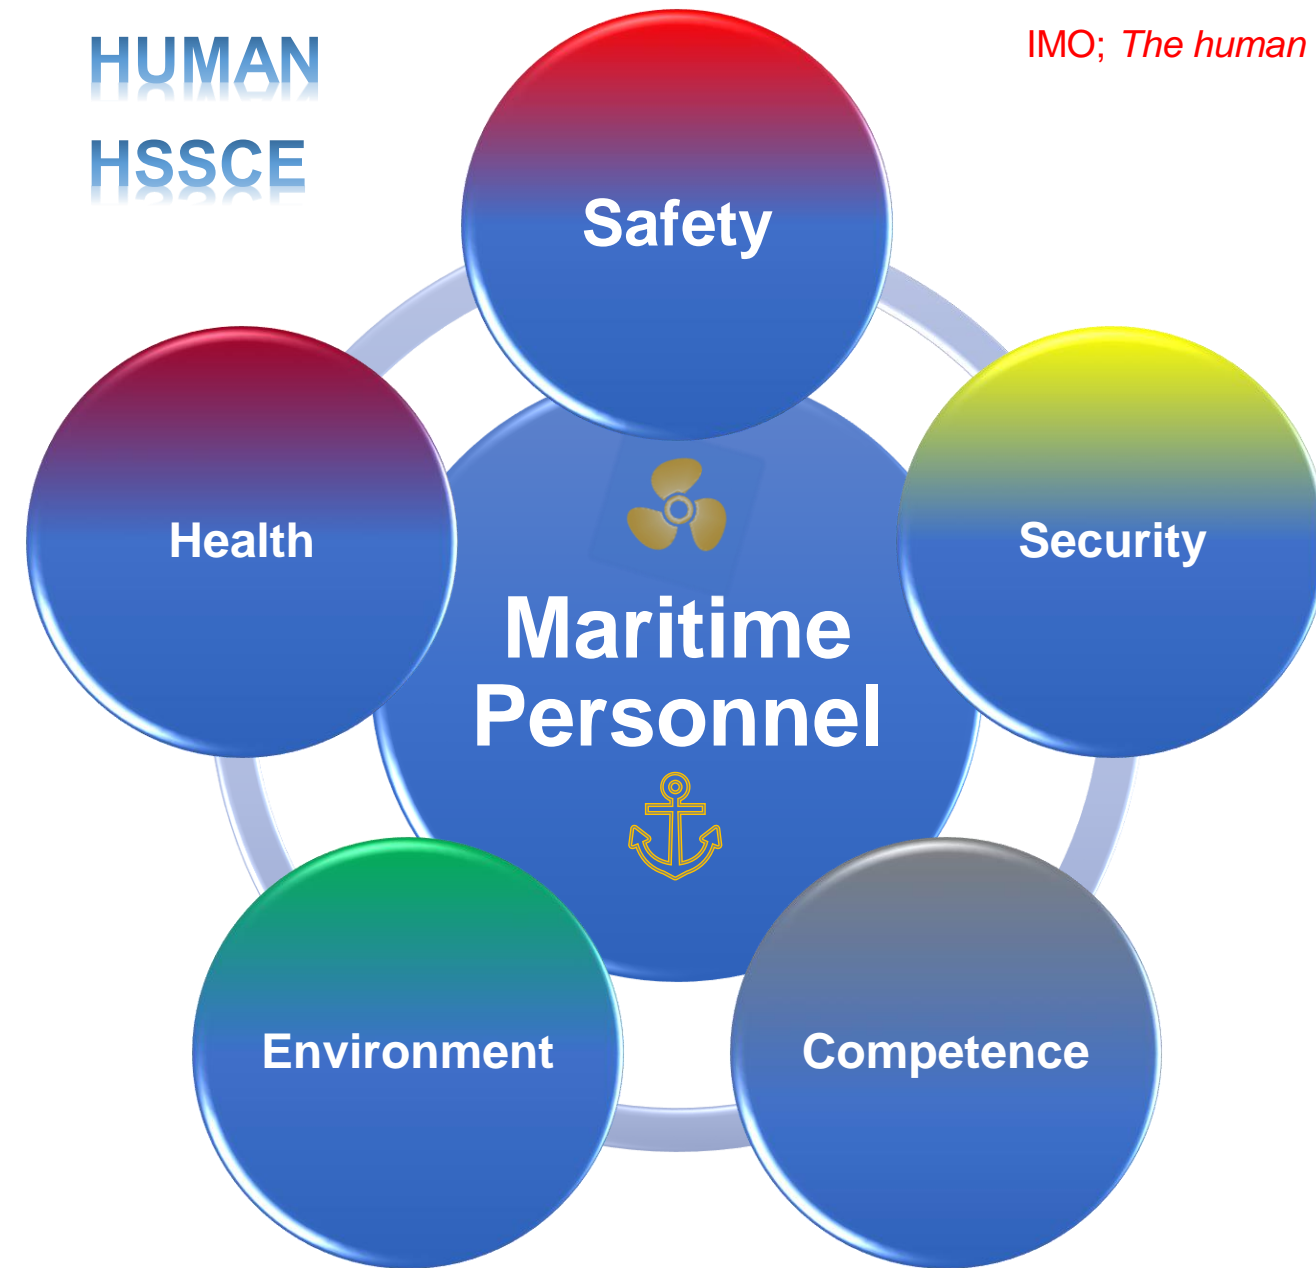 HUMAN
IMO; The human
HSSCE
Safety
Health
Security
Maritime
Personnel
Environment
Competence